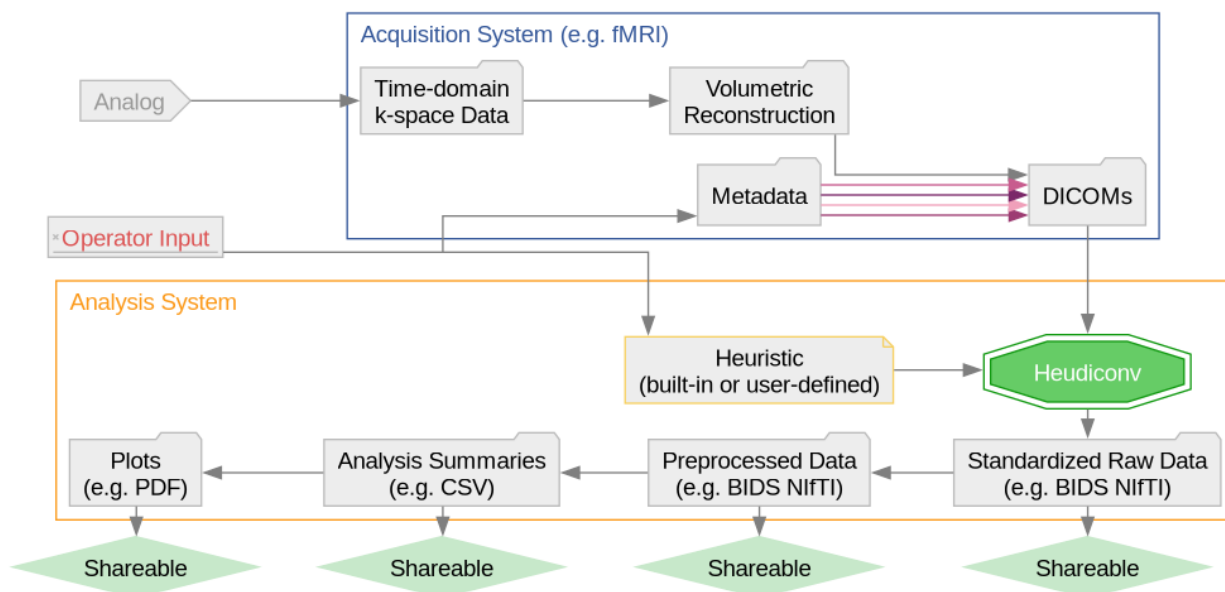 Acquisition System (e.g. fMRI)
Analog
Time-domain
k-space Data
Volumetric
Reconstruction
Metadata
DICOMs
Operator Input
Analysis System
Heuristic
(built-in or user-defined)
Heudiconv
Plots
(e.g. PDF)
Analysis Summaries
(e.g. CSV)
Preprocessed Data
(e.g. BIDS NIfTI)
Standardized Raw Data
(e.g. BIDS NIfTI)
Shareable
Shareable
Shareable
Shareable